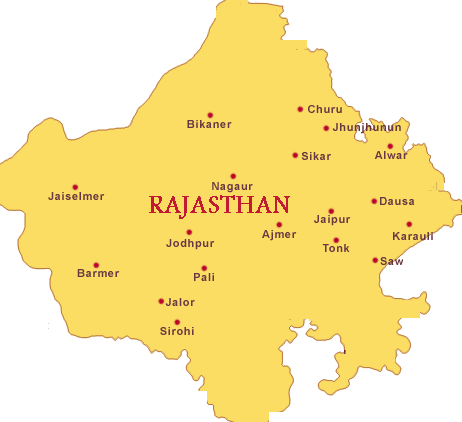 Churu
Bikaner
Jhunjhunun
Sikar
Alwar
Nagaur
Jaiselmer
RAJASTHAN
Dausa
Jaipur
Ajmer
Karauli
Jodhpur
Tonk
Saw
Barmer
Pali
Jalor
Sirohi